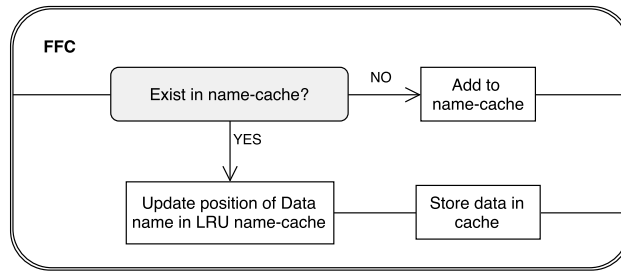 FFC
Exist in name-cache?
NO
Add to
name-cache
YES
Update position of Data
name in LRU name-cache
Store data in
cache